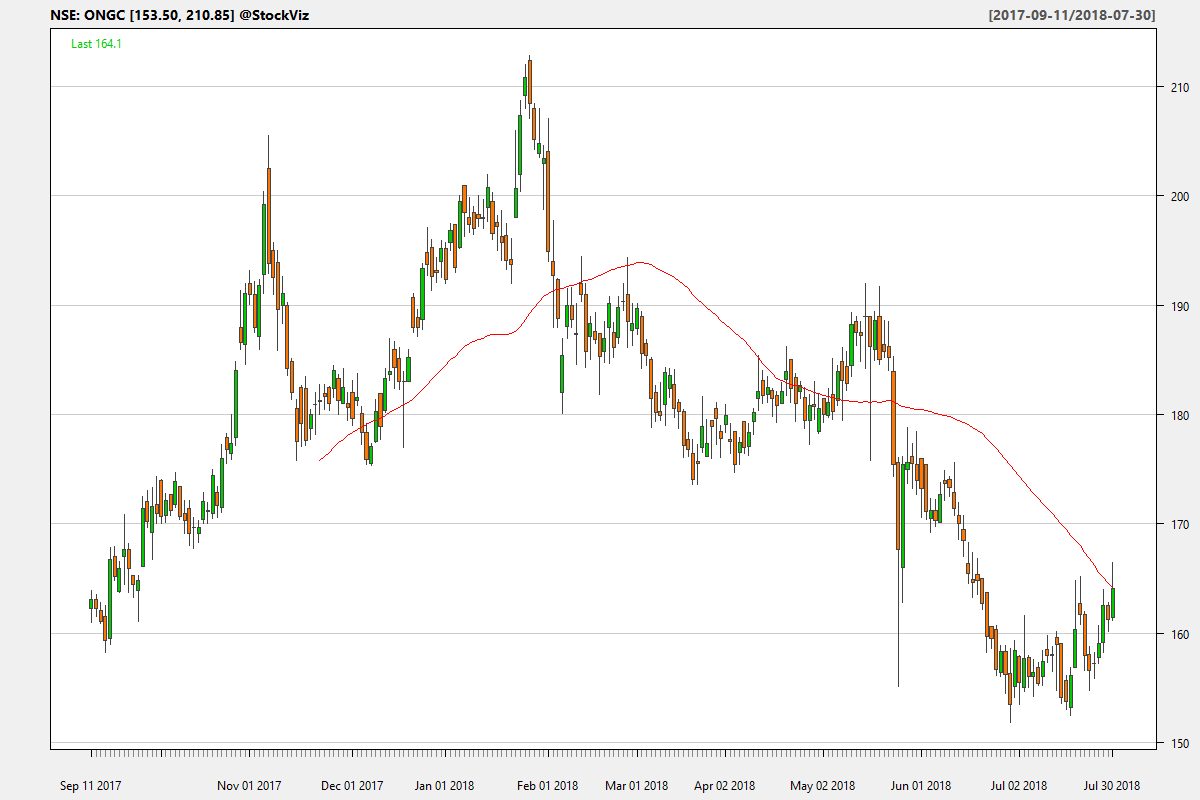 NSE: ONGC [153.50, 210.85] @StockViz
[2017-09-11/2018-07-30]
Last 164.1
210
200
190
180
170
160
150
Sep 11 2017
Nov 01 2017
Dec 01 2017
Jan 01 2018
Feb 01 2018
Mar 01 2018
Apr 02 2018
May 02 2018
Jun 01 2018
Jul 02 2018
Jul 30 2018